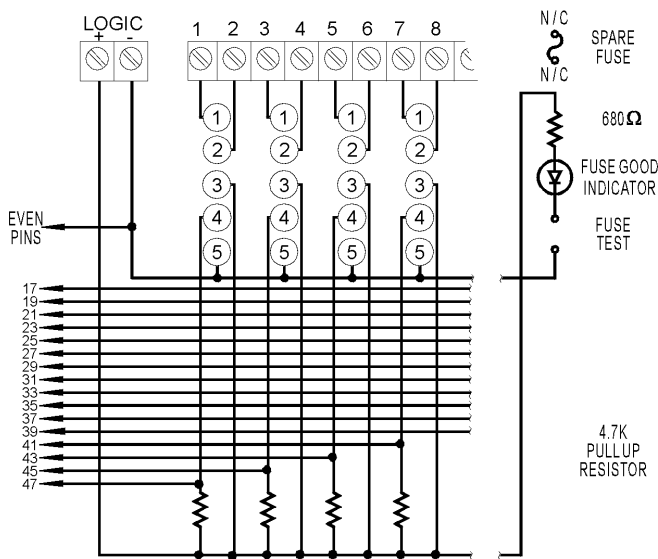 LOGIC
+ -
1 2 3 4 5 6 7 8
N/C
SPARE
FUSE
N/C
680Ω
FUSE GOOD
INDICATOR
FUSE
TEST
1 1 1 1
2 2 2 2
3 3 3 3
4 4 4 4
5 5 5 5
EVEN
PINS
17
19
21
23
25
27
29
31
33
35
37
39
41
43
45
47
4.7K
PULL UP
RESISTOR